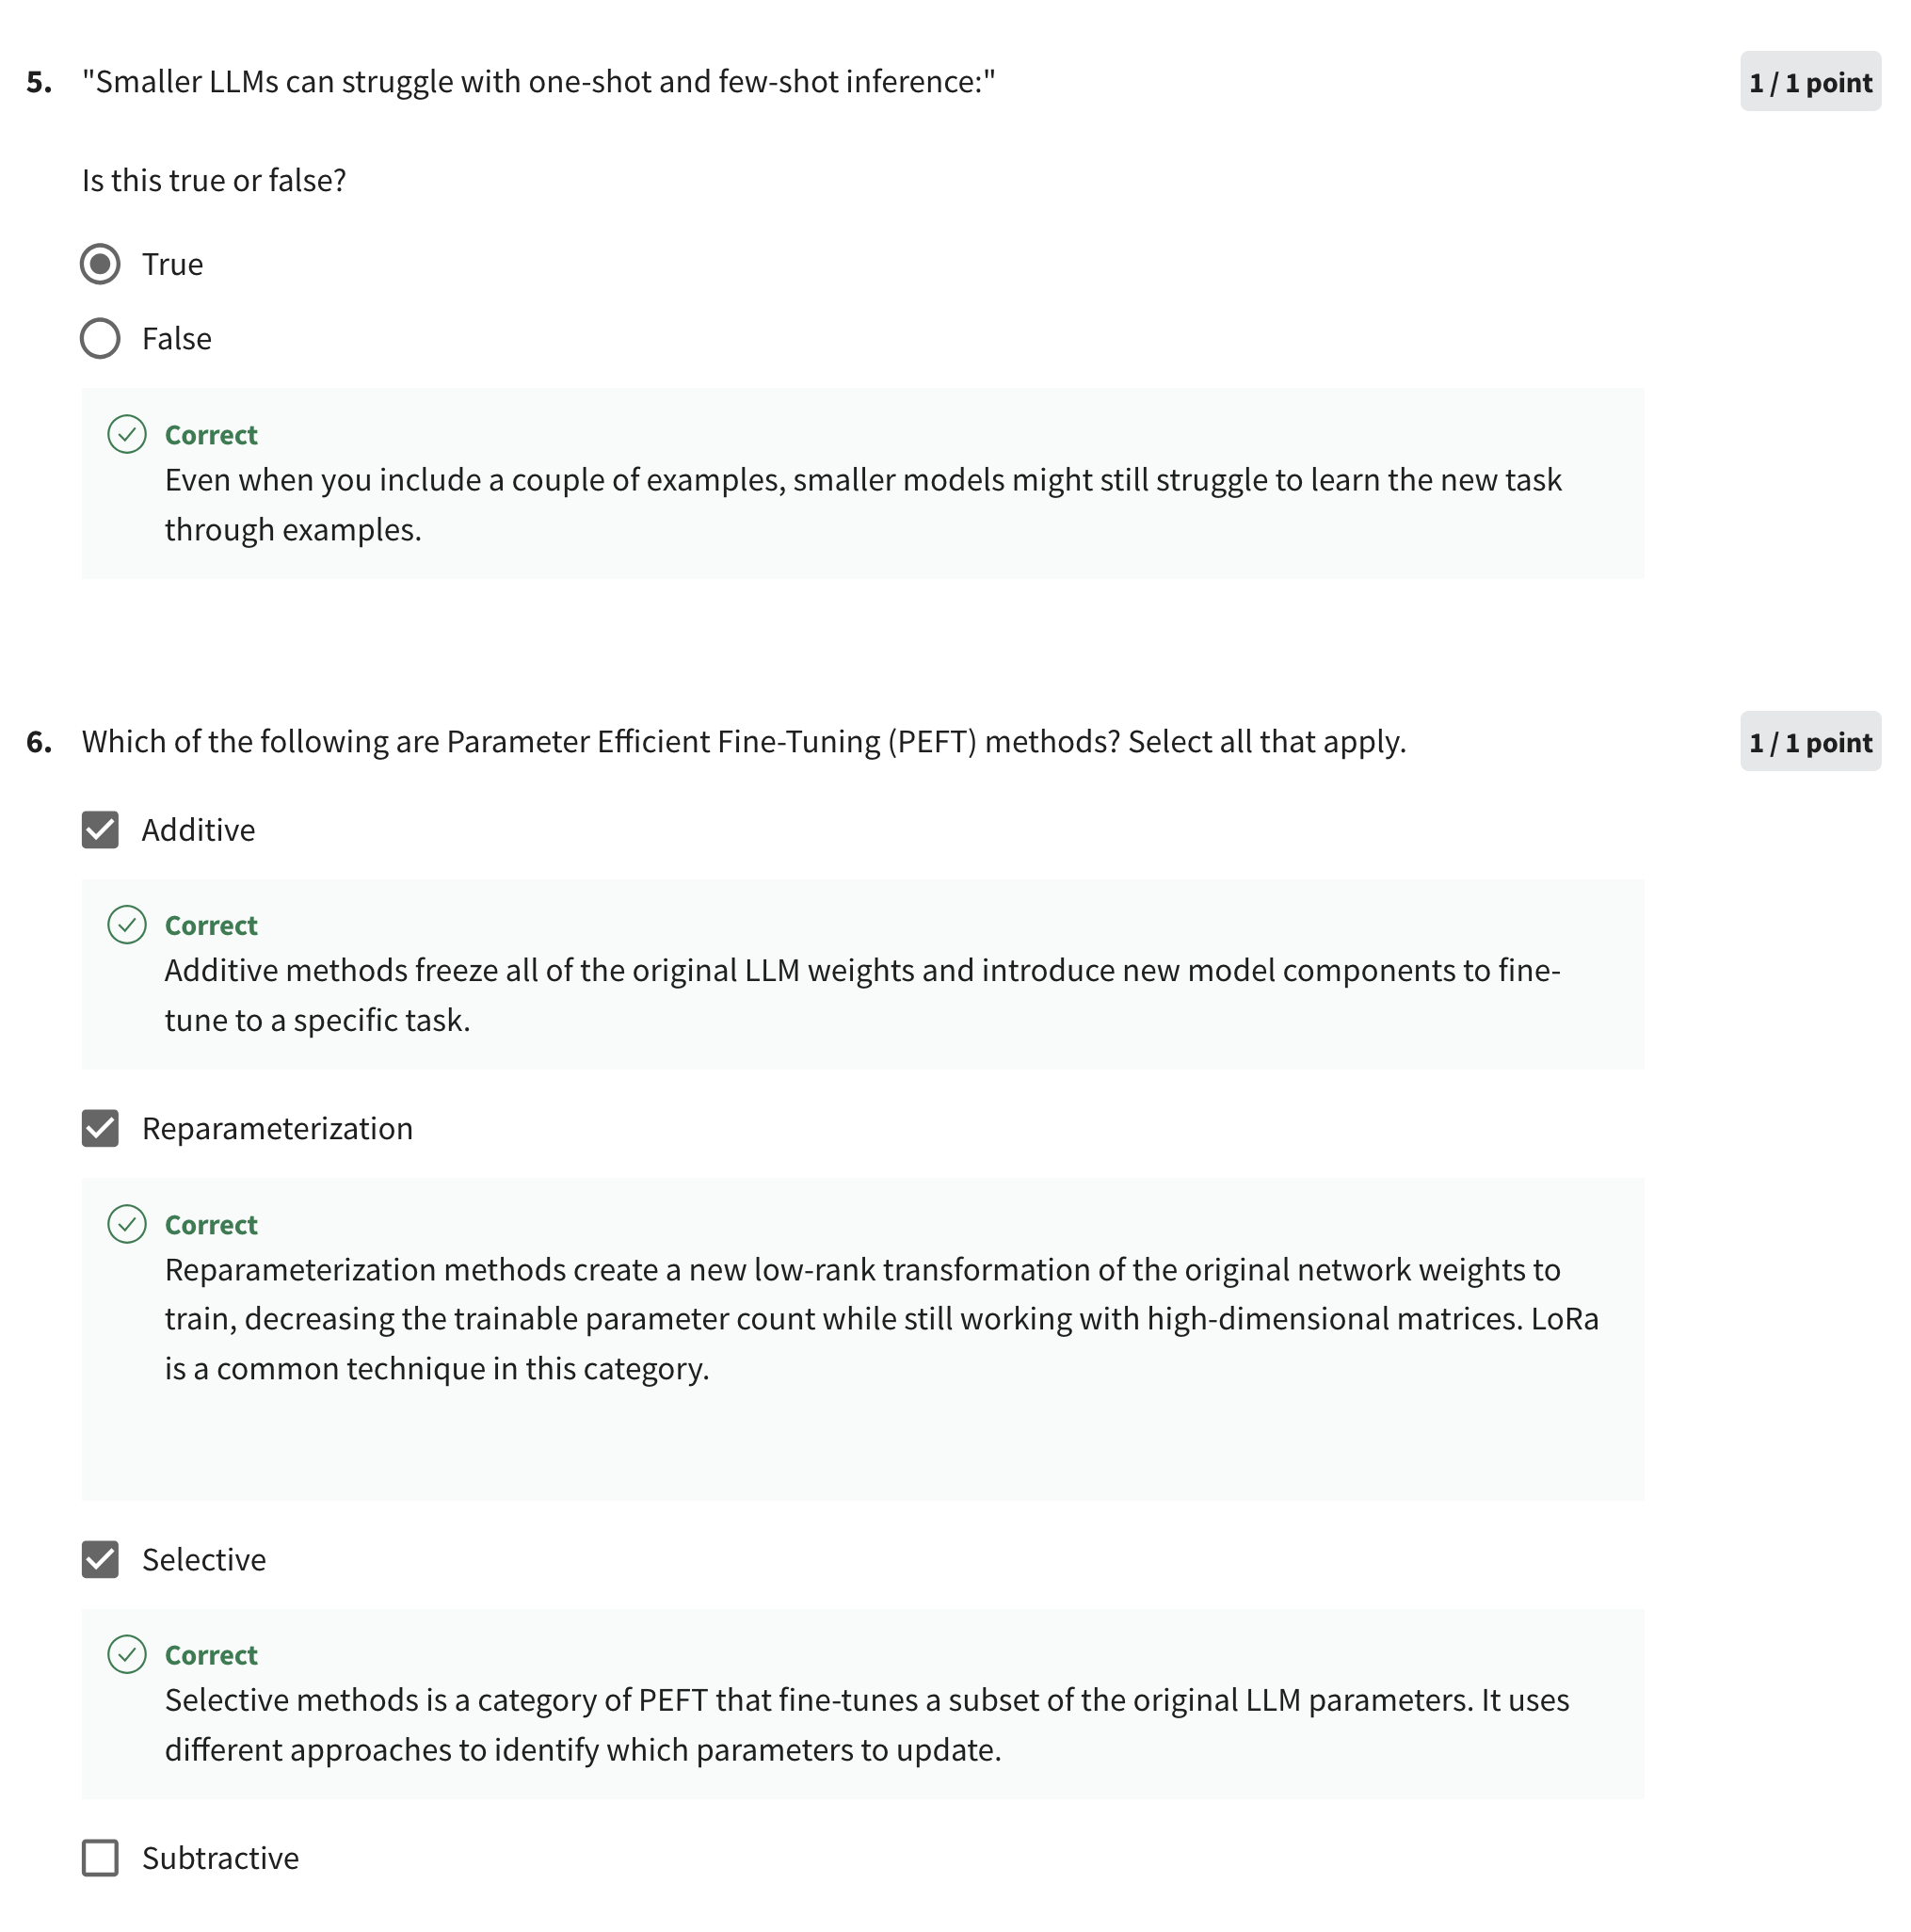 5. "Smaller LLMs can struggle with one-shot and few-shot inference:" 1 / 1 point
Is this true or false?
True
False
Correct
Even when you include a couple of examples, smaller models might still struggle to learn the new task
through examples.
6. Which of the following are Parameter Efficient Fine-Tuning (PEFT) methods? Select all that apply. 1 / 1 point
Additive
Correct
Additive methods freeze all of the original LLM weights and introduce new model components to fine-
tune to a specific task.
Reparameterization
Correct
Reparameterization methods create a new low-rank transformation of the original network weights to
train, decreasing the trainable parameter count while still working with high-dimensional matrices. LoRa
is a common technique in this category.
Selective
Correct
Selective methods is a category of PEFT that fine-tunes a subset of the original LLM parameters. It uses
different approaches to identify which parameters to update.
Subtractive